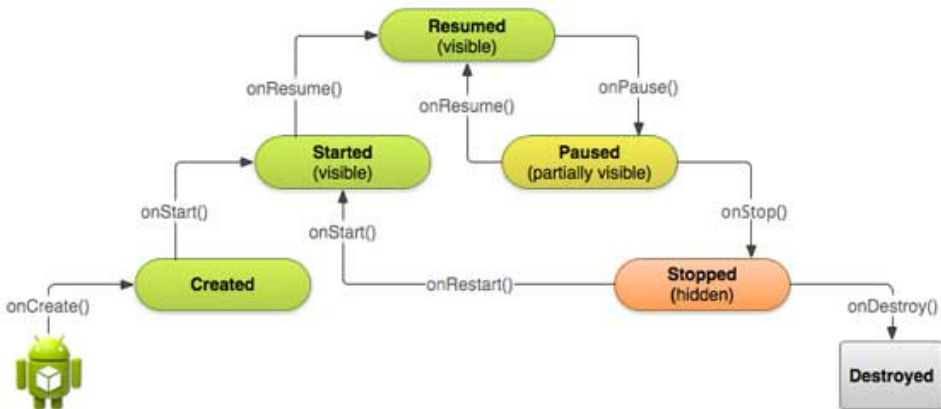 Resumed
(visible)
onResume()
onResume()
onPause()
Started
(visible)
Paused
(partially visible)
onStart()
onStart()
onStop()
Created
onRestart()
Stopped
(hidden)
onCreate()
onDestroy()
Destroyed